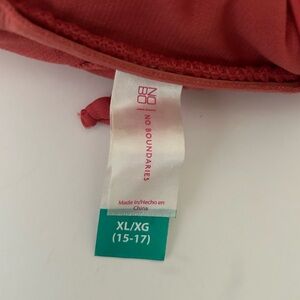 NO
BO
NO BOUNDARIES
Made in/Hecho en
China
XL/XG
(15-17)